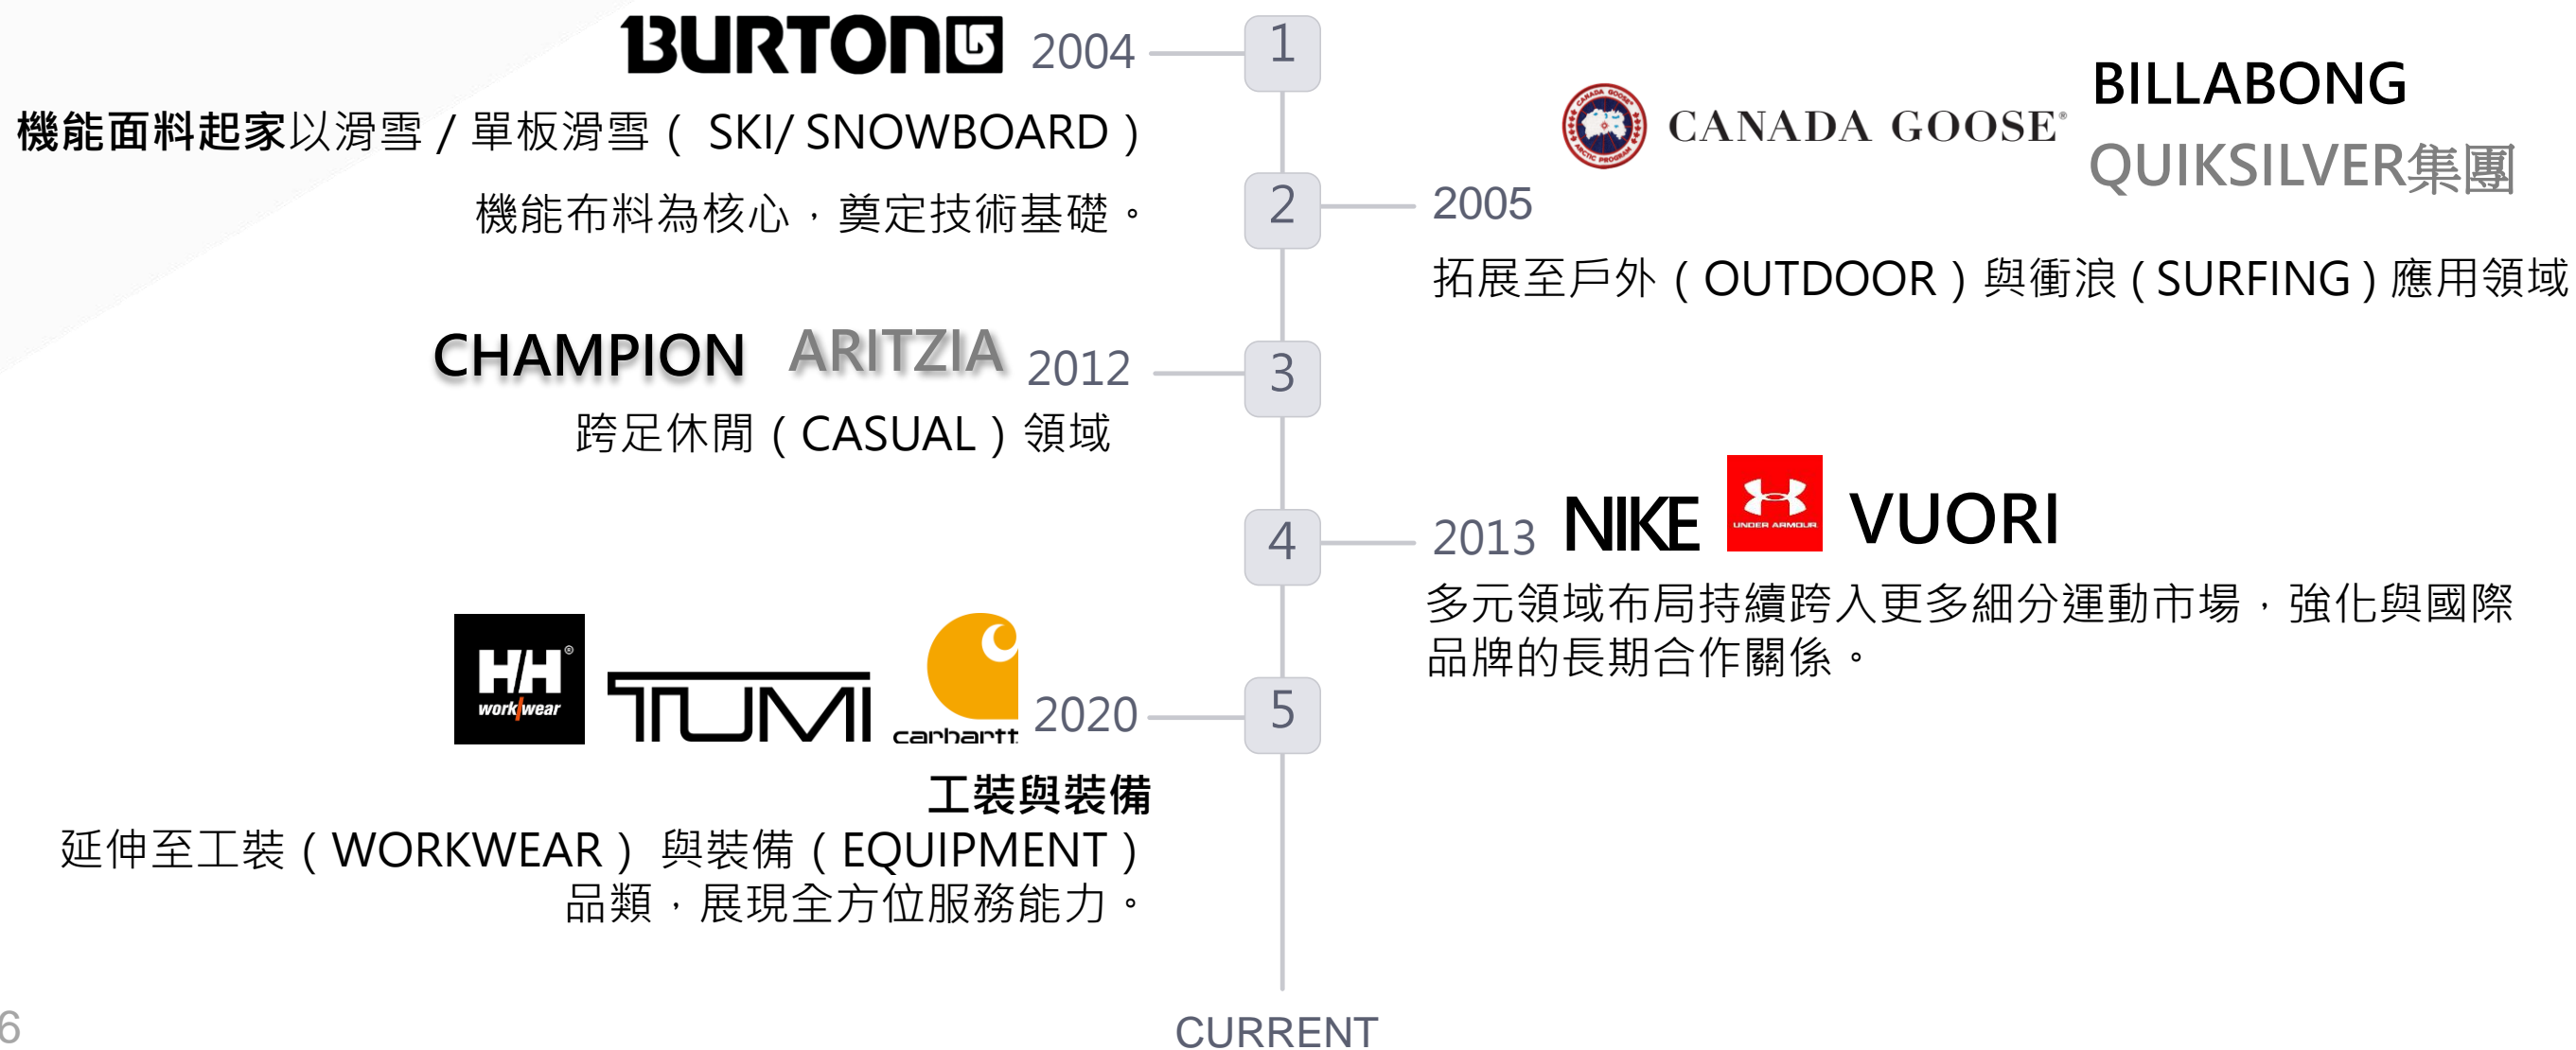 BURTON
2004
1
機能面料起家以滑雪 / 單板滑雪( SKI/ SNOWBOARD)
機能布料為核心，奠定技術基礎。
CANADA GOOSE®
CANADA GOOSE®
ARCTIC PROGRAM
BILLABONG
QUIKSILVER集團
2
2005
拓展至戶外(OUTDOOR)與衝浪(SURFING)應用領域
CHAMPION ARITZIA 2012
3
跨足休閒(CASUAL)領域
4
2013 NIKE UNDER ARMOUR VUORI
多元領域布局持續跨入更多細分運動市場，強化與國際
品牌的長期合作關係。
H/H®
work/wear
TUMI
carhartt
2020
5
工裝與裝備
延伸至工裝(WORKWEAR) 與裝備(EQUIPMENT)
品類，展現全方位服務能力。
6
CURRENT